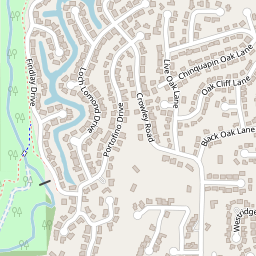 Findlay Drive
Loch Lomond Drive
Portofino Drive
Crowley Road
Live Oak Lane
Chinquapin Oak Lane
Oak Cliff Lane
Black Oak Lane